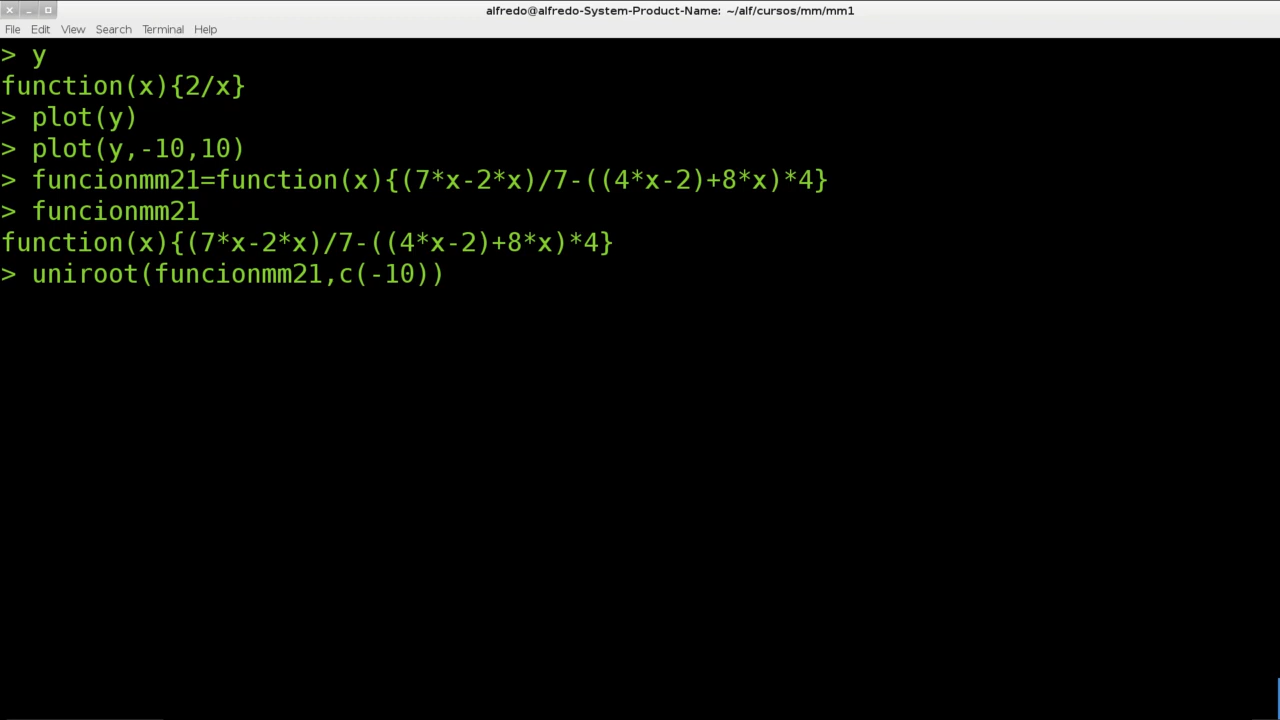 alfredo@alfredo-System-Product-Name: ~/alf/cursos/mm/mm1
File Edit View Search Terminal Help
> y
function(x){2/x}
> plot(y)
> plot(y,-10,10)
> funcionmm21=function(x){(7*x-2*x)/7-((4*x-2)+8*x)*4}
> funcionmm21
function(x){(7*x-2*x)/7-((4*x-2)+8*x)*4}
> uniroot(funcionmm21,c(-10))